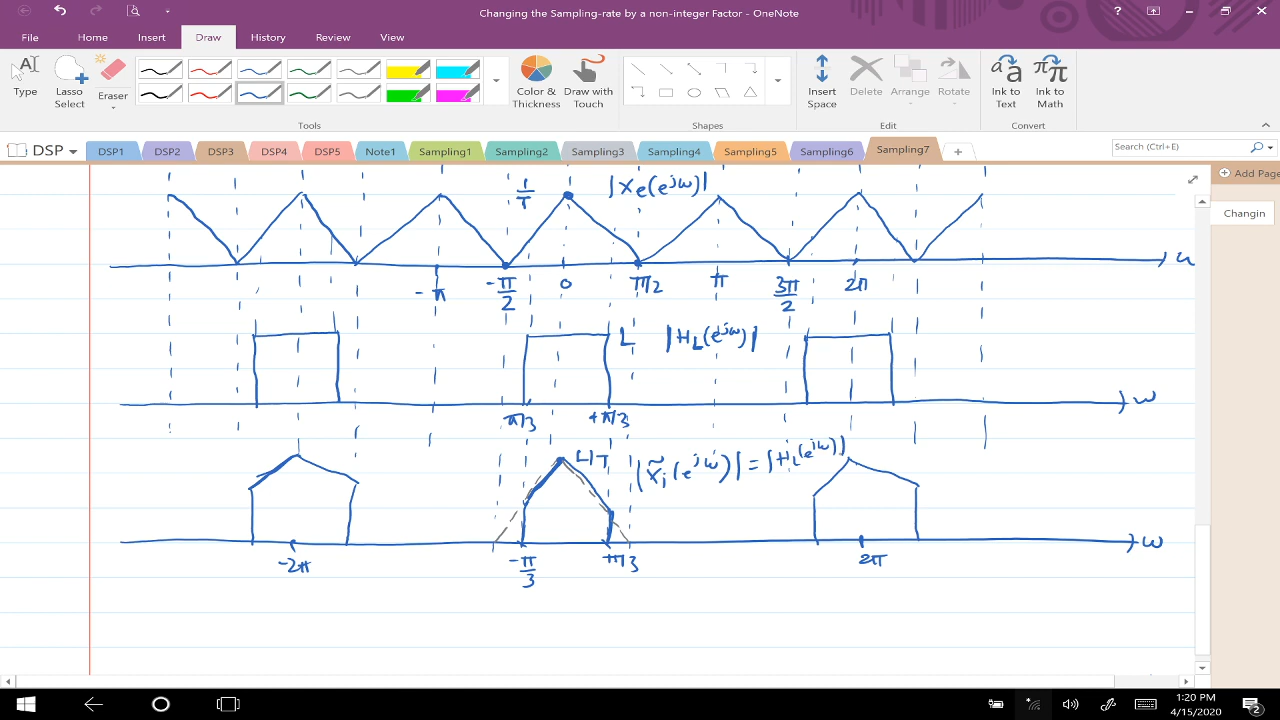 Changing the Sampling-rate by a non-integer Factor - OneNote
File Home Insert Draw History Review View
Type
Lasso Select
Eraser
Color & Thickness
Draw with Touch
Insert Space
Delete
Arrange
Rotate
Ink to Text
Ink to Math
Tools
Shapes
Edit
Convert
DSP
DSP1 DSP2 DSP3 DSP4 DSP5 Note1 Sampling1 Sampling2 Sampling3 Sampling4 Sampling5 Sampling6 Sampling7
Search (Ctrl+E)
Add Page
Changin
1/T |Xe(e^jω)|
-π -π/2 0 π/2 π 3π/2 2π ω
L |HL(e^jω)|
π/3 +π/3 ω
L/T |X̃i(e^jω)| = |HL(e^jω)|
-2π -π/3 π/3 2π ω
1:20 PM
4/15/2020
2